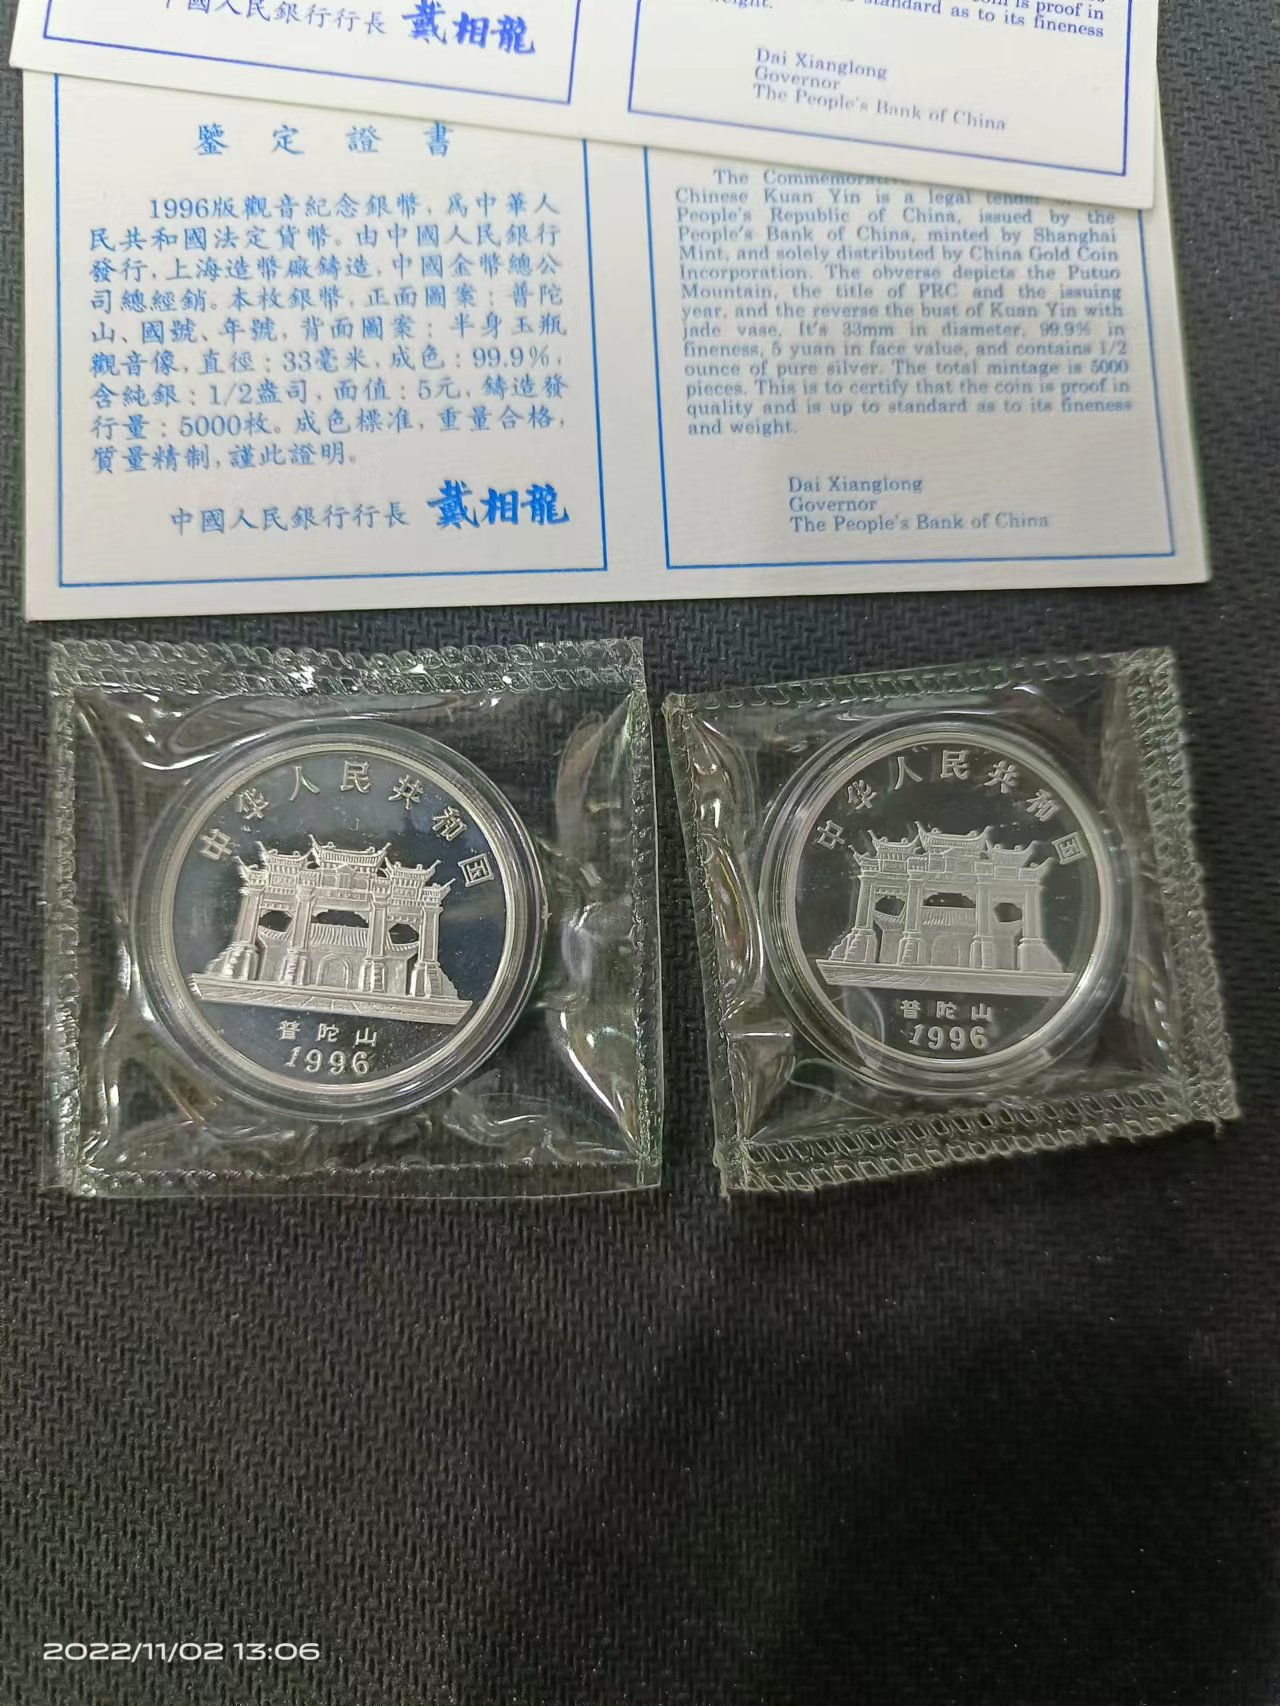 中國人民銀行行長 戴相龍
coin is proof in
standard as to its fineness
Dai Xianglong
Governor
The People's Bank of China
鑒定證書
1996版觀音紀念銀幣，爲中華人
民共和國法定貨幣。由中國人民銀行
發行，上海造幣廠鑄造，中國金幣總公
司總經銷。本枚銀幣，正面圖案：普陀
山、國號、年號，背面圖案：半身玉瓶
觀音像，直徑：33毫米，成色：99.9%，
含純銀：1/2盎司，面值：5元，鑄造發
行量：5000枚。成色標准，重量合格，
質量精制，謹此證明。
中國人民銀行行長 戴相龍
The
Chinese Kuan Yin is a legal tender
People's Republic of China, issued by the
People's Bank of China, minted by Shanghai
Mint, and solely distributed by China Gold Coin
Incorporation. The obverse depicts the Putuo
Mountain, the title of PRC and the issuing
year, and the reverse the bust of Kuan Yin with
jade vase. It's 33mm in diameter, 99.9% in
fineness, 5 yuan in face value, and contains 1/2
ounce of pure silver. The total mintage is 5000
pieces. This is to certify that the coin is proof in
quality and is up to standard as to its fineness
and weight.
Dai Xianglong
Governor
The People's Bank of China
中华人民共和国
普陀山
1996
中华人民共和国
普陀山
1996
2022/11/02 13:06